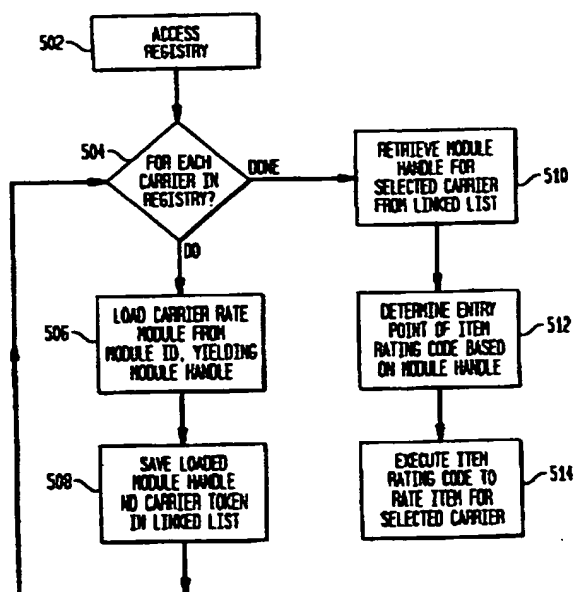 502
ACCESS
REGISTRY
504
FOR EACH
CARRIER IN
REGISTRY?
DONE
DO
506
LOAD CARRIER RATE
MODULE FROM
MODULE ID, YIELDING
MODULE HANDLE
508
SAVE LOADED
MODULE HANDLE
NO CARRIER TOKEN
IN LINKED LIST
RETRIEVE MODULE
HANDLE FOR
SELECTED CARRIER
FROM LINKED LIST
510
DETERMINE ENTRY
POINT OF ITEM
RATING CODE BASED
ON MODULE HANDLE
512
EXECUTE ITEM
RATING CODE TO
RATE ITEM FOR
SELECTED CARRIER
514